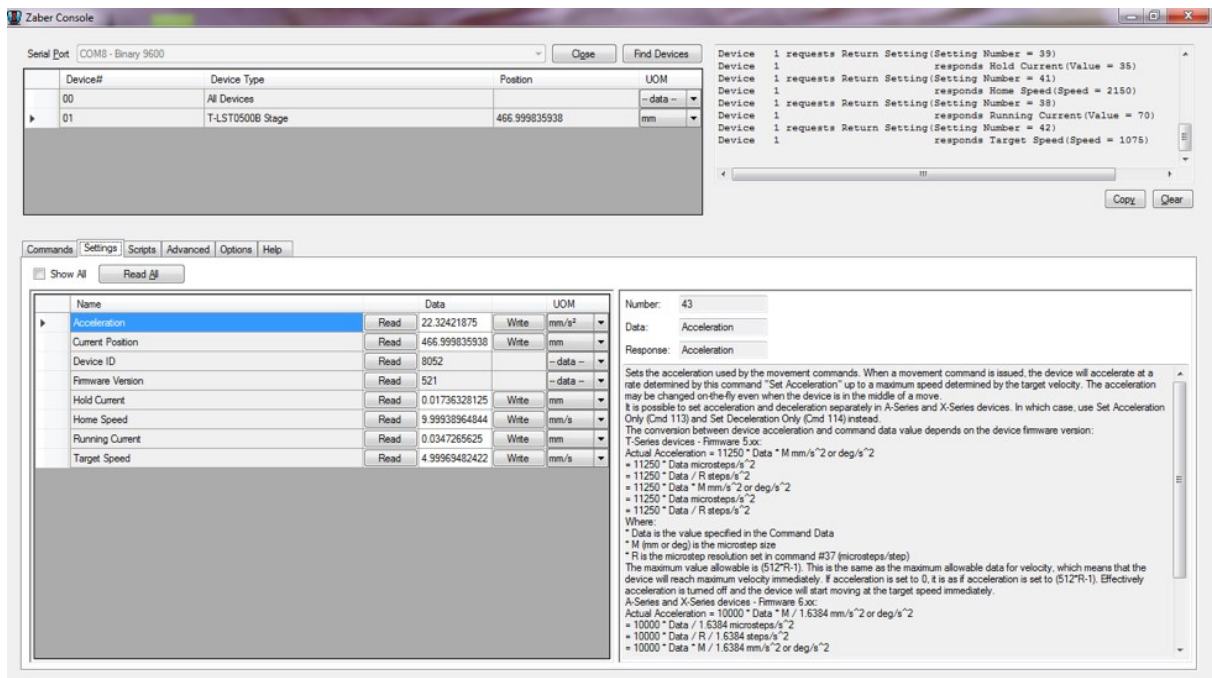 Zaber Console
Serial Port COM8 - Binary 9600 Close Find Devices
Device# Device Type Position UOM
00 All Devices -- data --
01 T-LST0500B Stage 466.999835938 mm
Device 1 requests Return Setting(Setting Number = 39)
Device 1 responds Hold Current(Value = 35)
Device 1 requests Return Setting(Setting Number = 41)
Device 1 responds Home Speed(Speed = 2150)
Device 1 requests Return Setting(Setting Number = 38)
Device 1 responds Running Current(Value = 70)
Device 1 requests Return Setting(Setting Number = 42)
Device 1 responds Target Speed(Speed = 1075)
Copy Clear
Commands Settings Scripts Advanced Options Help
Show All Read All
Name Data UOM
Acceleration Read 22.32421875 Write mm/s²
Current Position Read 466.999835938 Write mm
Device ID Read 8052 -- data --
Firmware Version Read 521 -- data --
Hold Current Read 0.01736328125 Write mm
Home Speed Read 9.99938964844 Write mm/s
Running Current Read 0.0347265625 Write mm
Target Speed Read 4.99969482422 Write mm/s
Number: 43
Data: Acceleration
Response: Acceleration
Sets the acceleration used by the movement commands. When a movement command is issued, the device will accelerate at a
rate determined by this command "Set Acceleration" up to a maximum speed determined by the target velocity. The acceleration
may be changed on-the-fly even when the device is in the middle of a move.
It is possible to set acceleration and deceleration separately in A-Series and X-Series devices. In which case, use Set Acceleration
Only (Cmd 113) and Set Deceleration Only (Cmd 114) instead.
The conversion between device acceleration and command data value depends on the device firmware version:
T-Series devices - Firmware 5.xx:
Actual Acceleration = 11250 * Data * M mm/s^2 or deg/s^2
= 11250 * Data microsteps/s^2
= 11250 * Data / R steps/s^2
= 11250 * Data * M mm/s^2 or deg/s^2
= 11250 * Data microsteps/s^2
= 11250 * Data / R steps/s^2
Where:
* Data is the value specified in the Command Data
* M (mm or deg) is the microstep size
* R is the microstep resolution set in command #37 (microsteps/step)
The maximum value allowable is (512*R-1). This is the same as the maximum allowable data for velocity, which means that the
device will reach maximum velocity immediately. If acceleration is set to 0, it is as if acceleration is set to (512*R-1). Effectively
acceleration is turned off and the device will start moving at the target speed immediately.
A-Series and X-Series devices - Firmware 6.xx:
Actual Acceleration = 10000 * Data * M / 1.6384 mm/s^2 or deg/s^2
= 10000 * Data / 1.6384 microsteps/s^2
= 10000 * Data / R / 1.6384 steps/s^2
= 10000 * Data * M / 1.6384 mm/s^2 or deg/s^2